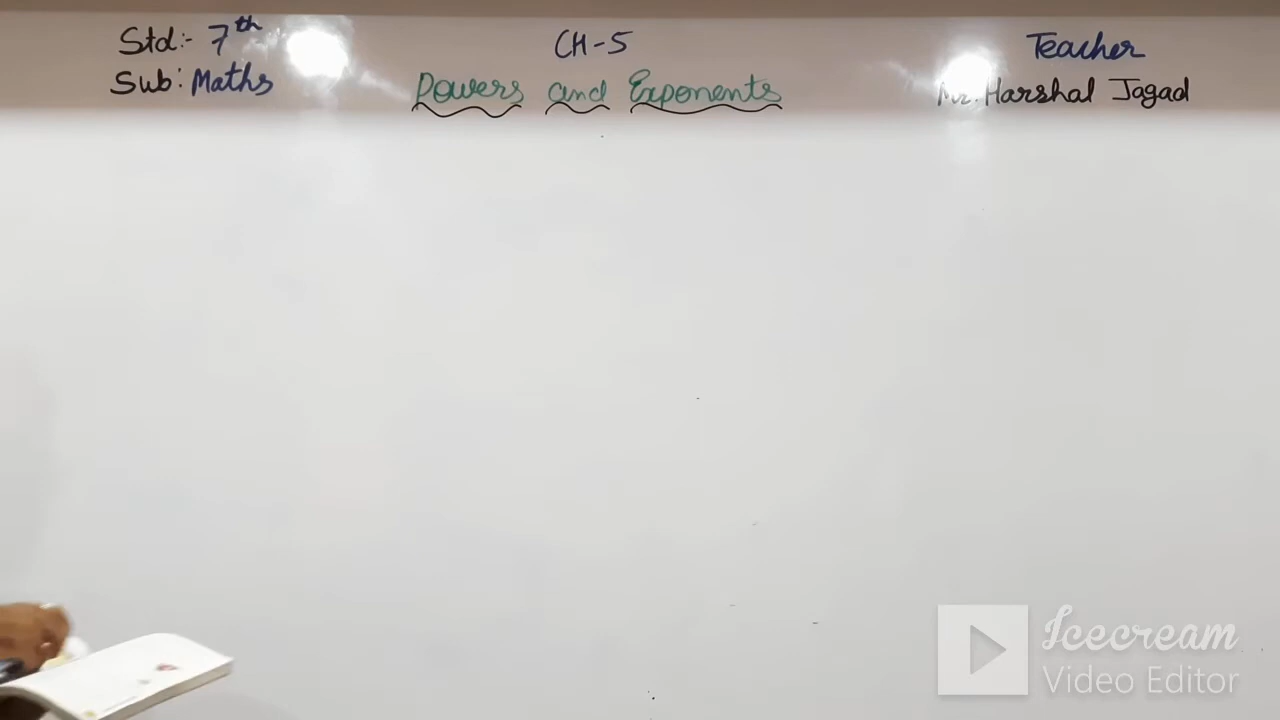 Std:- 7th
Sub: Maths
CH-5
Powers and Exponents
Teacher
Mr. Harshal Jagad
Icecream
Video Editor